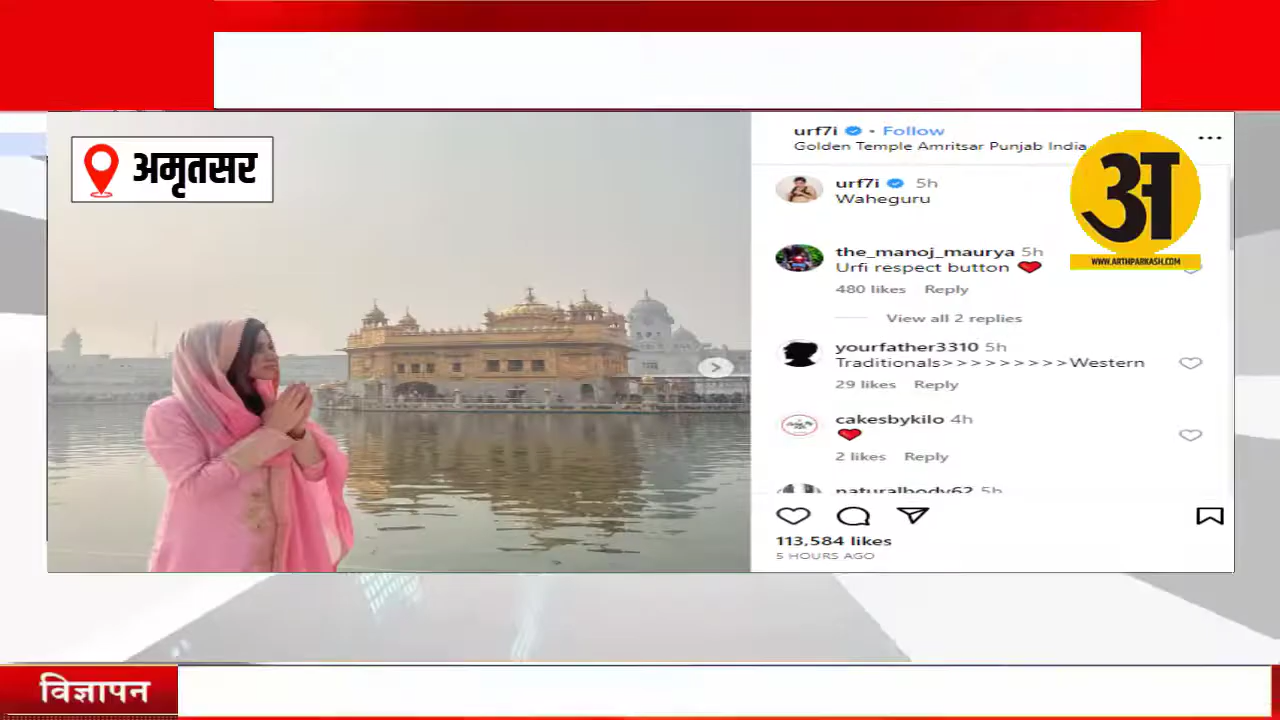 अमृतसर
urf7i • Follow
Golden Temple Amritsar Punjab India
अ
WWW.ARTHPARKASH.COM
urf7i 5h
Waheguru
the_manoj_maurya 5h
Urfi respect button ❤️
480 likes Reply
View all 2 replies
yourfather3310 5h
Traditionals>>>>>>>>>Western
29 likes Reply
cakesbykilo 4h
❤️
2 likes Reply
naturalbody62 5h
113,584 likes
5 HOURS AGO
विज्ञापन